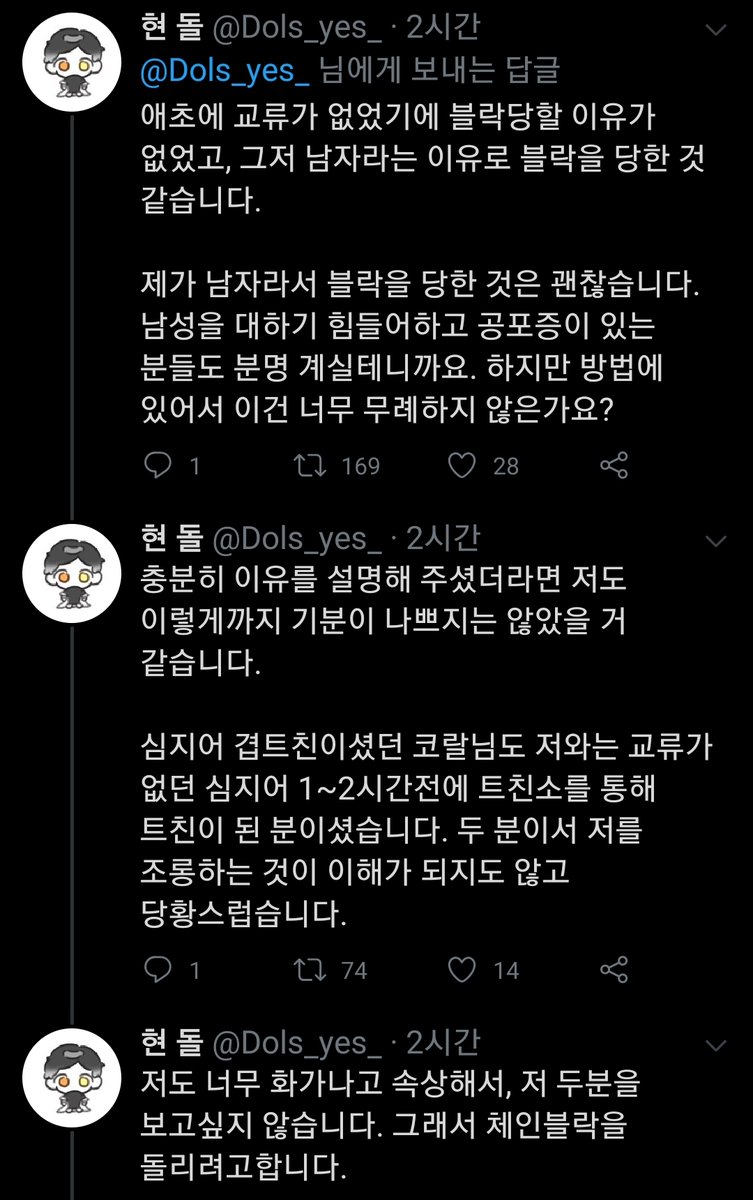 현 돌 @Dols_yes_ · 2시간
@Dols_yes_ 님에게 보내는 답글
애초에 교류가 없었기에 블락당할 이유가
없었고, 그저 남자라는 이유로 블락을 당한 것
같습니다.
제가 남자라서 블락을 당한 것은 괜찮습니다.
남성을 대하기 힘들어하고 공포증이 있는
분들도 분명 계실테니까요. 하지만 방법에
있어서 이건 너무 무례하지 않은가요?
1 169 28
현 돌 @Dols_yes_ · 2시간
충분히 이유를 설명해 주셨더라면 저도
이렇게까지 기분이 나쁘지는 않았을 거
같습니다.
심지어 겹트친이셨던 코랄님도 저와는 교류가
없던 심지어 1~2시간전에 트친소를 통해
트친이 된 분이셨습니다. 두 분이서 저를
조롱하는 것이 이해가 되지도 않고
당황스럽습니다.
1 74 14
현 돌 @Dols_yes_ · 2시간
저도 너무 화가나고 속상해서, 저 두분을
보고싶지 않습니다. 그래서 체인블락을
돌리려고합니다.